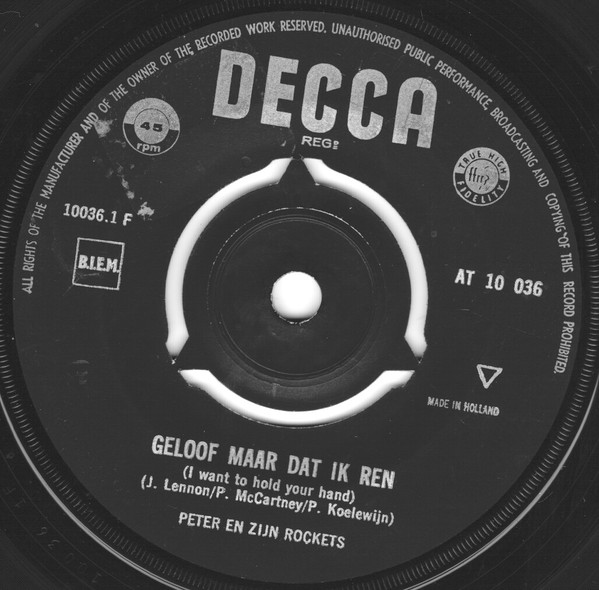 ALL RIGHTS OF THE MANUFACTURER AND OF THE OWNER OF THE RECORDED WORK RESERVED. UNAUTHORISED PUBLIC PERFORMANCE BROADCASTING AND COPYING OF THIS RECORD PROHIBITED.
DECCA
REGD
45
rpm
TRUE HIGH
ffrr
FIDELITY
10036.1 F
B.I.E.M.
AT 10 036
MADE IN HOLLAND
GELOOF MAAR DAT IK REN
(I want to hold your hand)
(J. Lennon/P. McCartney/P. Koelewijn)
PETER EN ZIJN ROCKETS